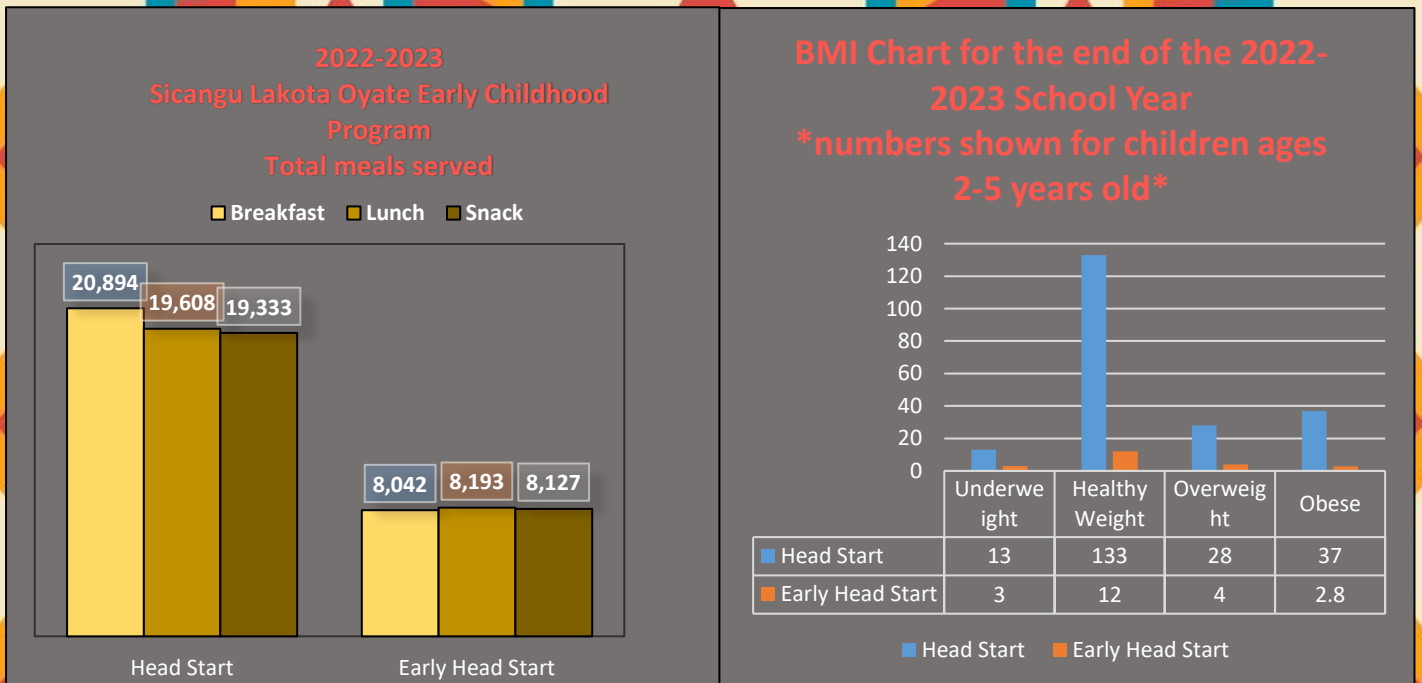 2022-2023
Sicangu Lakota Oyate Early Childhood
Program
Total meals served
Breakfast Lunch Snack
20,894
19,608
19,333
8,042
8,193
8,127
Head Start
Early Head Start
BMI Chart for the end of the 2022-
2023 School Year
*numbers shown for children ages
2-5 years old*
140
120
100
80
60
40
20
0
Underwe
ight
Healthy
Weight
Overweig
ht
Obese
Head Start 13 133 28 37
Early Head Start 3 12 4 2.8
Head Start Early Head Start